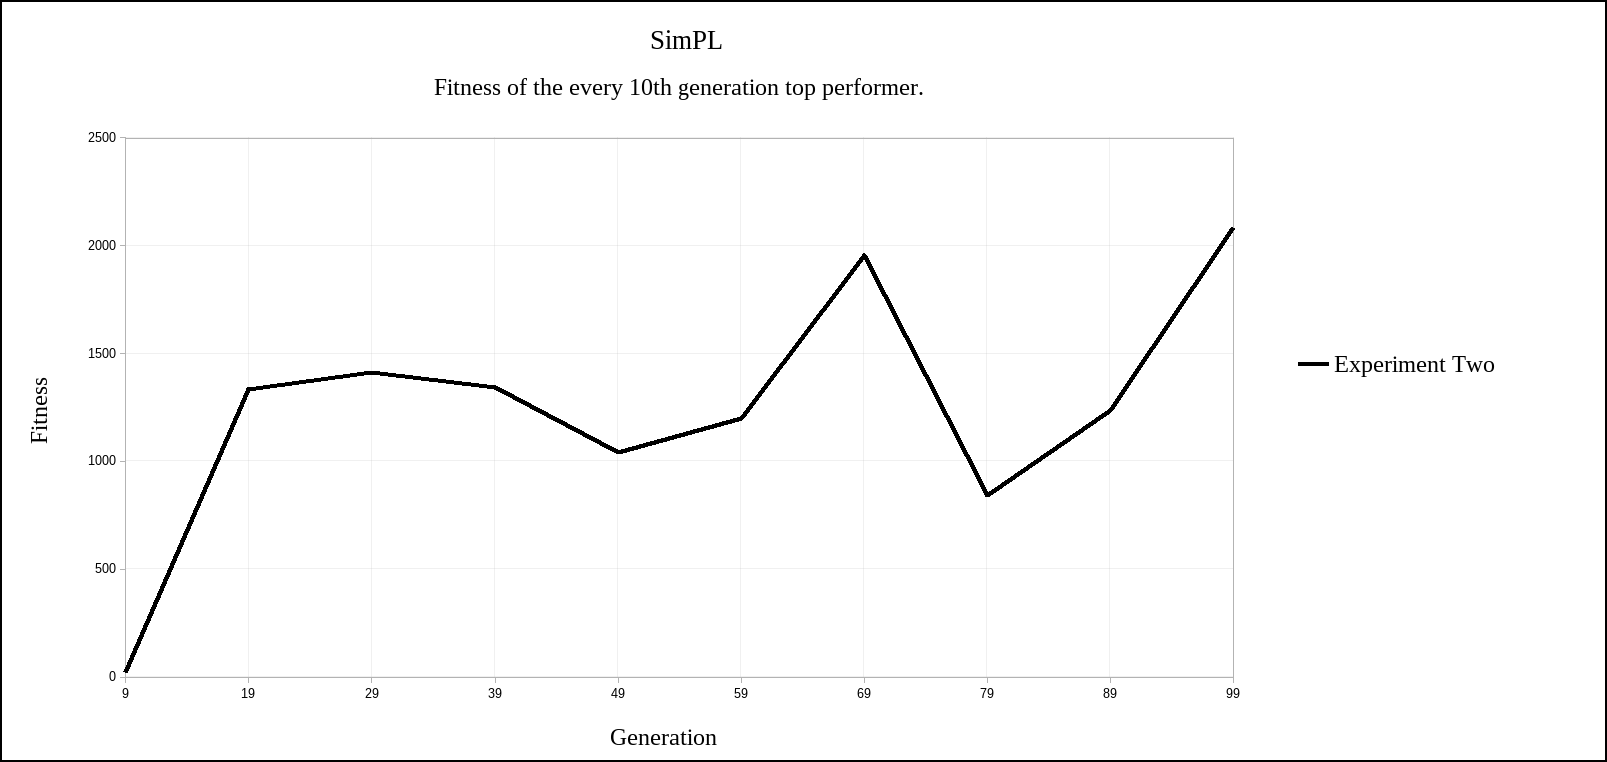 SimPL
Fitness of the every 10th generation top performer.
2500
2000
1500
1000
500
0
Fitness
9 19 29 39 49 59 69 79 89 99
Generation
Experiment Two